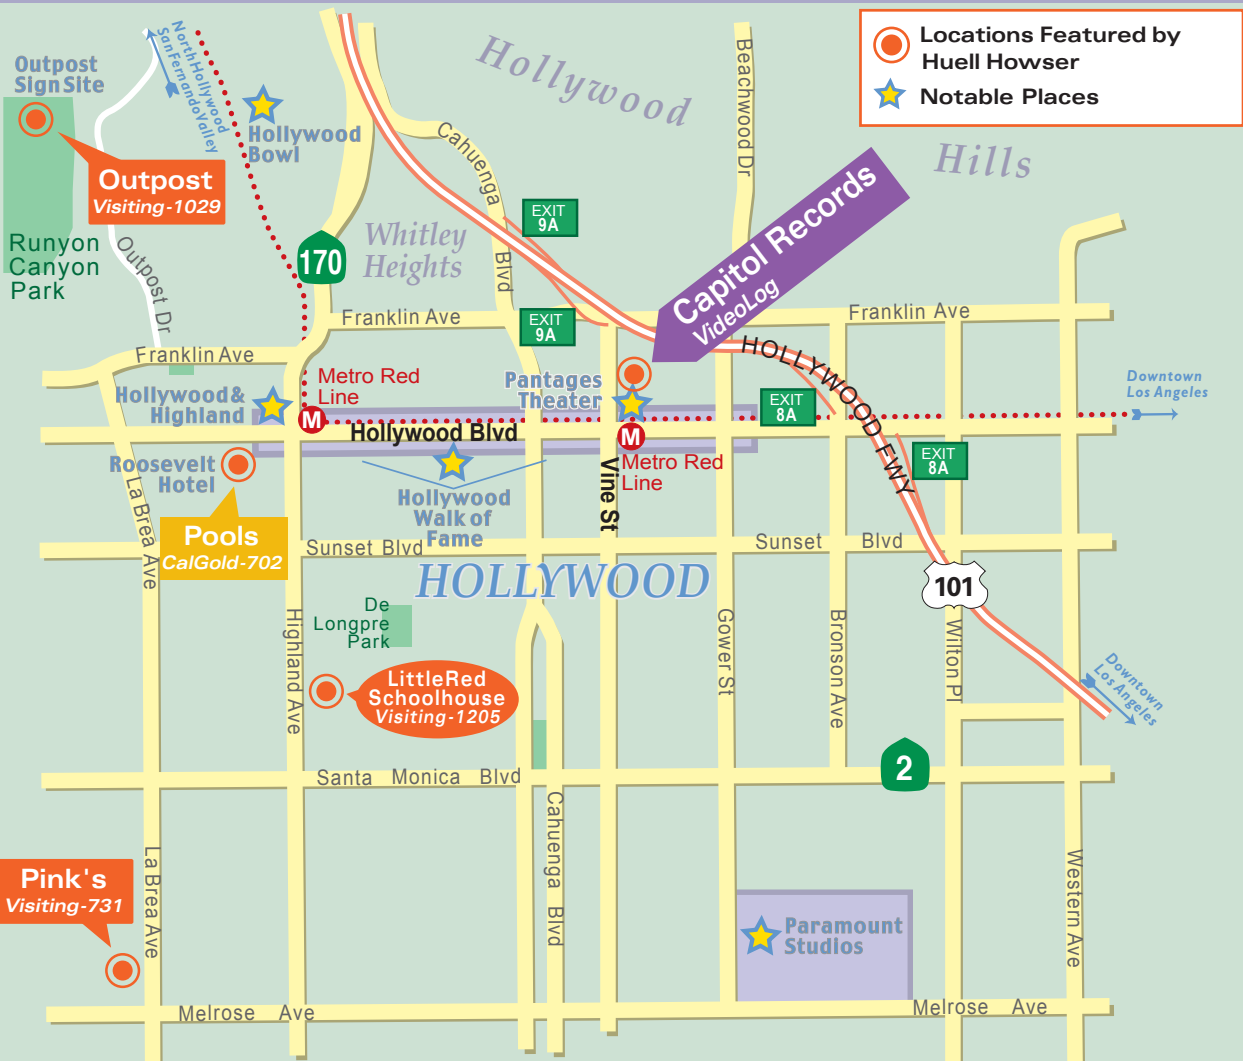 Locations Featured by
Huell Howser
Notable Places
Hollywood
Hills
North Hollywood
San Fernando Valley
Outpost
Sign Site
Hollywood
Bowl
Outpost
Visiting-1029
Runyon
Canyon
Park
Outpost Dr
170
Whitley
Heights
Cahuenga
Blvd
Beachwood Dr
EXIT
9A
Capitol Records
VideoLog
Franklin Ave
EXIT
9A
Franklin Ave
Franklin Ave
HOLLYWOOD FWY
Hollywood &
Highland
Metro Red
Line
M
Pantages
Theater
EXIT
8A
Downtown
Los Angeles
Hollywood Blvd
M
Metro Red
Line
EXIT
8A
Roosevelt
Hotel
Hollywood
Walk of
Fame
Vine St
La Brea Ave
Pools
CalGold-702
Sunset Blvd
Sunset Blvd
HOLLYWOOD
101
De
Longpre
Park
Highland Ave
Gower St
Bronson Ave
Wilton Pl
Little Red
Schoolhouse
Visiting-1205
Downtown
Los Angeles
Santa Monica Blvd
2
Cahuenga Blvd
La Brea Ave
Western Ave
Pink's
Visiting-731
Paramount
Studios
Melrose Ave
Melrose Ave